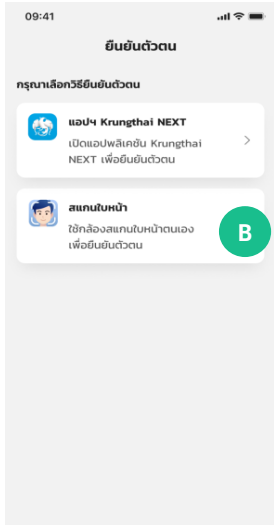 09:41
ยืนยันตัวตน
กรุณาเลือกวิธียืนยันตัวตน
แอปฯ Krungthai NEXT
เปิดแอปพลิเคชัน Krungthai
NEXT เพื่อยืนยันตัวตน
สแกนใบหน้า
ใช้กล้องสแกนใบหน้าตนเอง
เพื่อยืนยันตัวตน
B